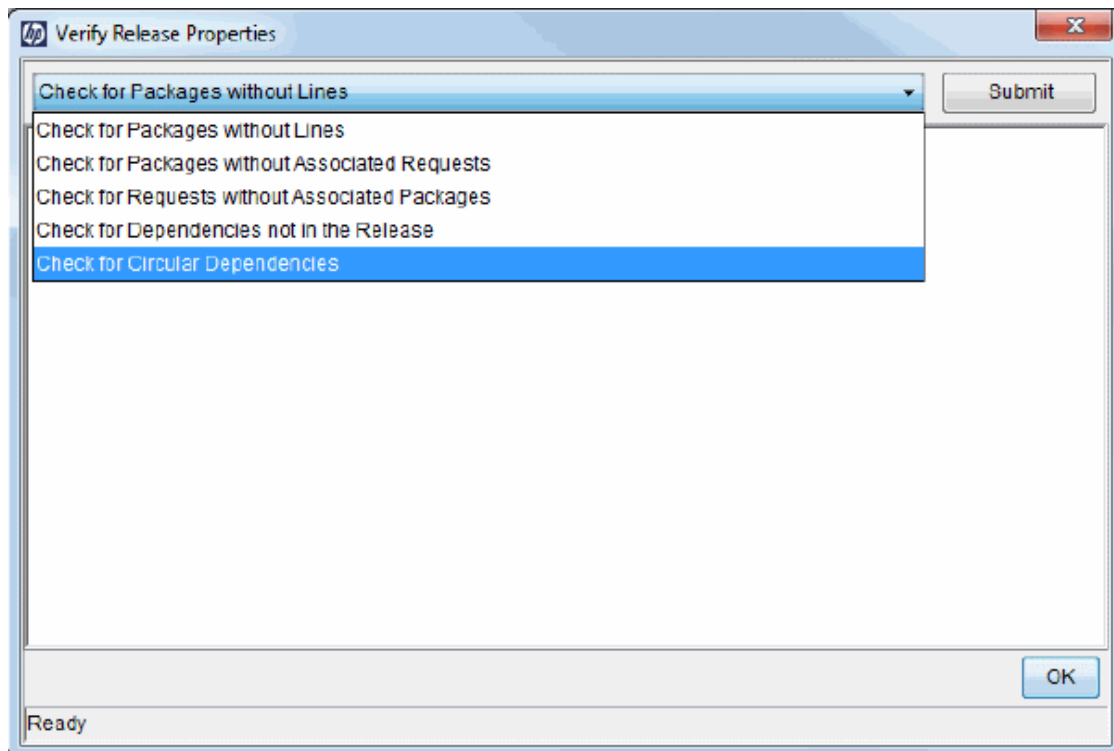 hp Verify Release Properties
Check for Packages without Lines
Submit
Check for Packages without Lines
Check for Packages without Associated Requests
Check for Requests without Associated Packages
Check for Dependencies not in the Release
Check for Circular Dependencies
OK
Ready